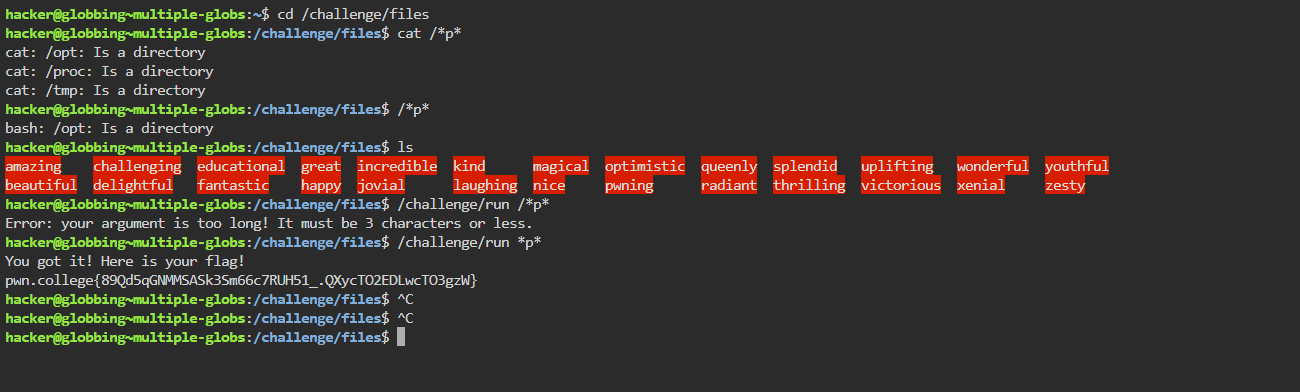 hacker@globbing~multiple-globs:~$ cd /challenge/files
hacker@globbing~multiple-globs:/challenge/files$ cat /*p*
cat: /opt: Is a directory
cat: /proc: Is a directory
cat: /tmp: Is a directory
hacker@globbing~multiple-globs:/challenge/files$ /*p*
bash: /opt: Is a directory
hacker@globbing~multiple-globs:/challenge/files$ ls
amazing challenging educational great incredible kind magical optimistic queenly splendid uplifting wonderful youthful
beautiful delightful fantastic happy jovial laughing nice pwning radiant thrilling victorious xenial zesty
hacker@globbing~multiple-globs:/challenge/files$ /challenge/run /*p*
Error: your argument is too long! It must be 3 characters or less.
hacker@globbing~multiple-globs:/challenge/files$ /challenge/run *p*
You got it! Here is your flag!
pwn.college{89Qd5qGNMMSASk3Sm66c7RUH51_.QXycTO2EDLwcTO3gzW}
hacker@globbing~multiple-globs:/challenge/files$ ^C
hacker@globbing~multiple-globs:/challenge/files$ ^C
hacker@globbing~multiple-globs:/challenge/files$